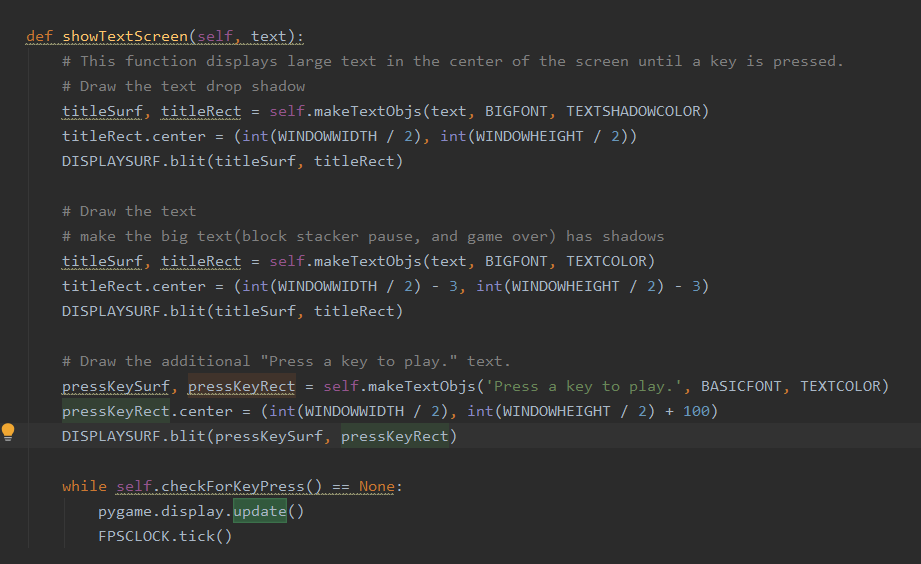 def showTextScreen(self, text):
    # This function displays large text in the center of the screen until a key is pressed.
    # Draw the text drop shadow
    titleSurf, titleRect = self.makeTextObjs(text, BIGFONT, TEXTSHADOWCOLOR)
    titleRect.center = (int(WINDOWWIDTH / 2), int(WINDOWHEIGHT / 2))
    DISPLAYSURF.blit(titleSurf, titleRect)

    # Draw the text
    # make the big text(block stacker pause, and game over) has shadows
    titleSurf, titleRect = self.makeTextObjs(text, BIGFONT, TEXTCOLOR)
    titleRect.center = (int(WINDOWWIDTH / 2) - 3, int(WINDOWHEIGHT / 2) - 3)
    DISPLAYSURF.blit(titleSurf, titleRect)

    # Draw the additional "Press a key to play." text.
    pressKeySurf, pressKeyRect = self.makeTextObjs('Press a key to play.', BASICFONT, TEXTCOLOR)
    pressKeyRect.center = (int(WINDOWWIDTH / 2), int(WINDOWHEIGHT / 2) + 100)
    DISPLAYSURF.blit(pressKeySurf, pressKeyRect)

    while self.checkForKeyPress() == None:
        pygame.display.update()
        FPSCLOCK.tick()